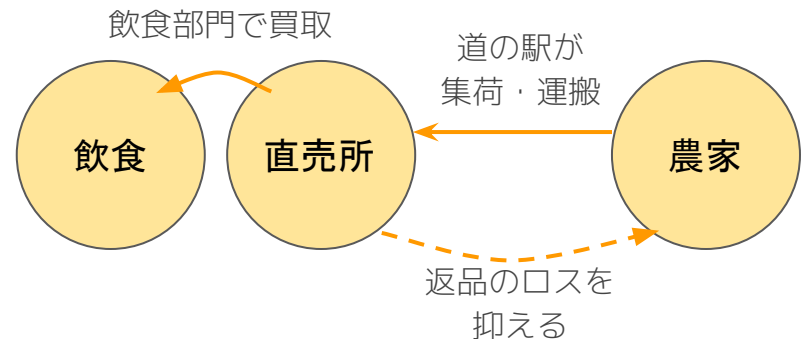 飲食部門で買取
道の駅が
集荷・運搬
飲食
直売所
農家
返品のロスを
抑える